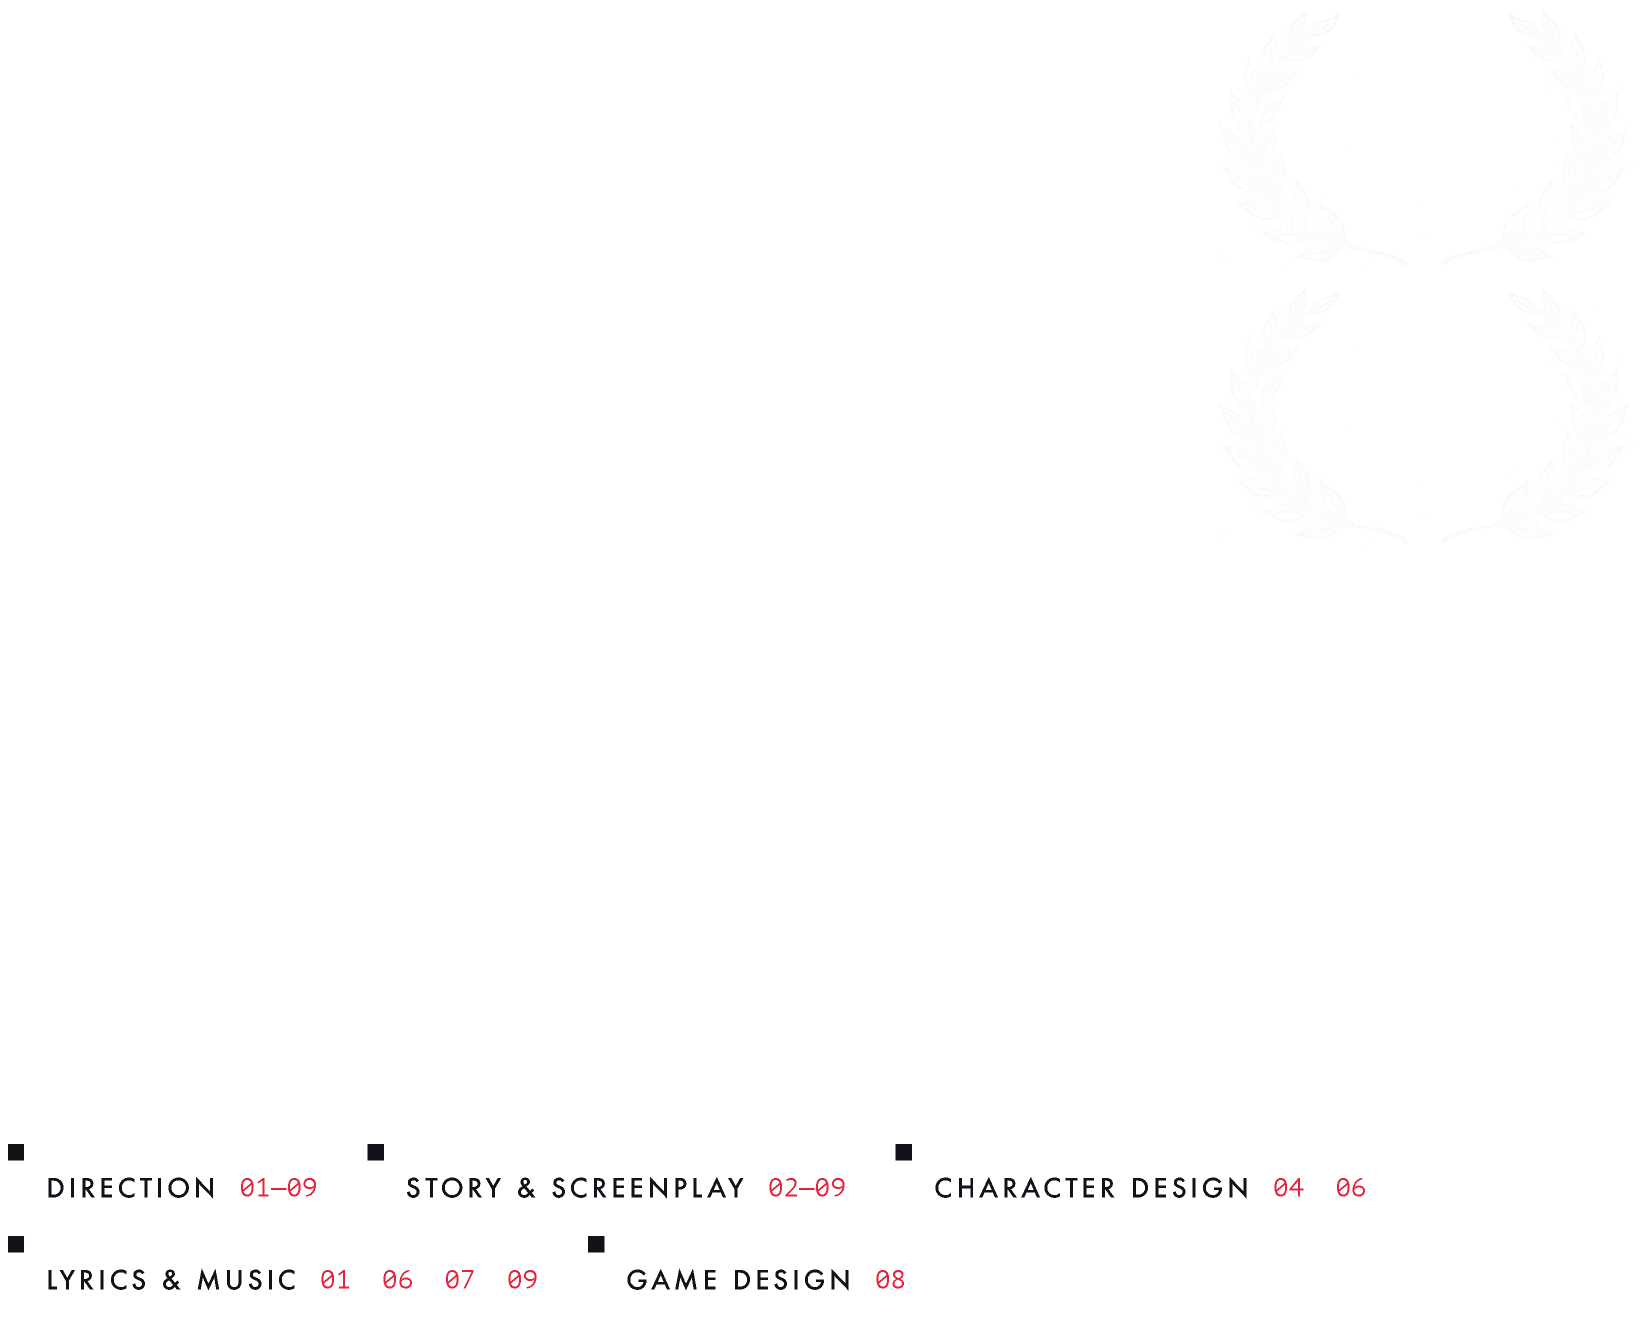 DIRECTION 01—09 STORY & SCREENPLAY 02—09 CHARACTER DESIGN 04 06
LYRICS & MUSIC 01 06 07 09 GAME DESIGN 08